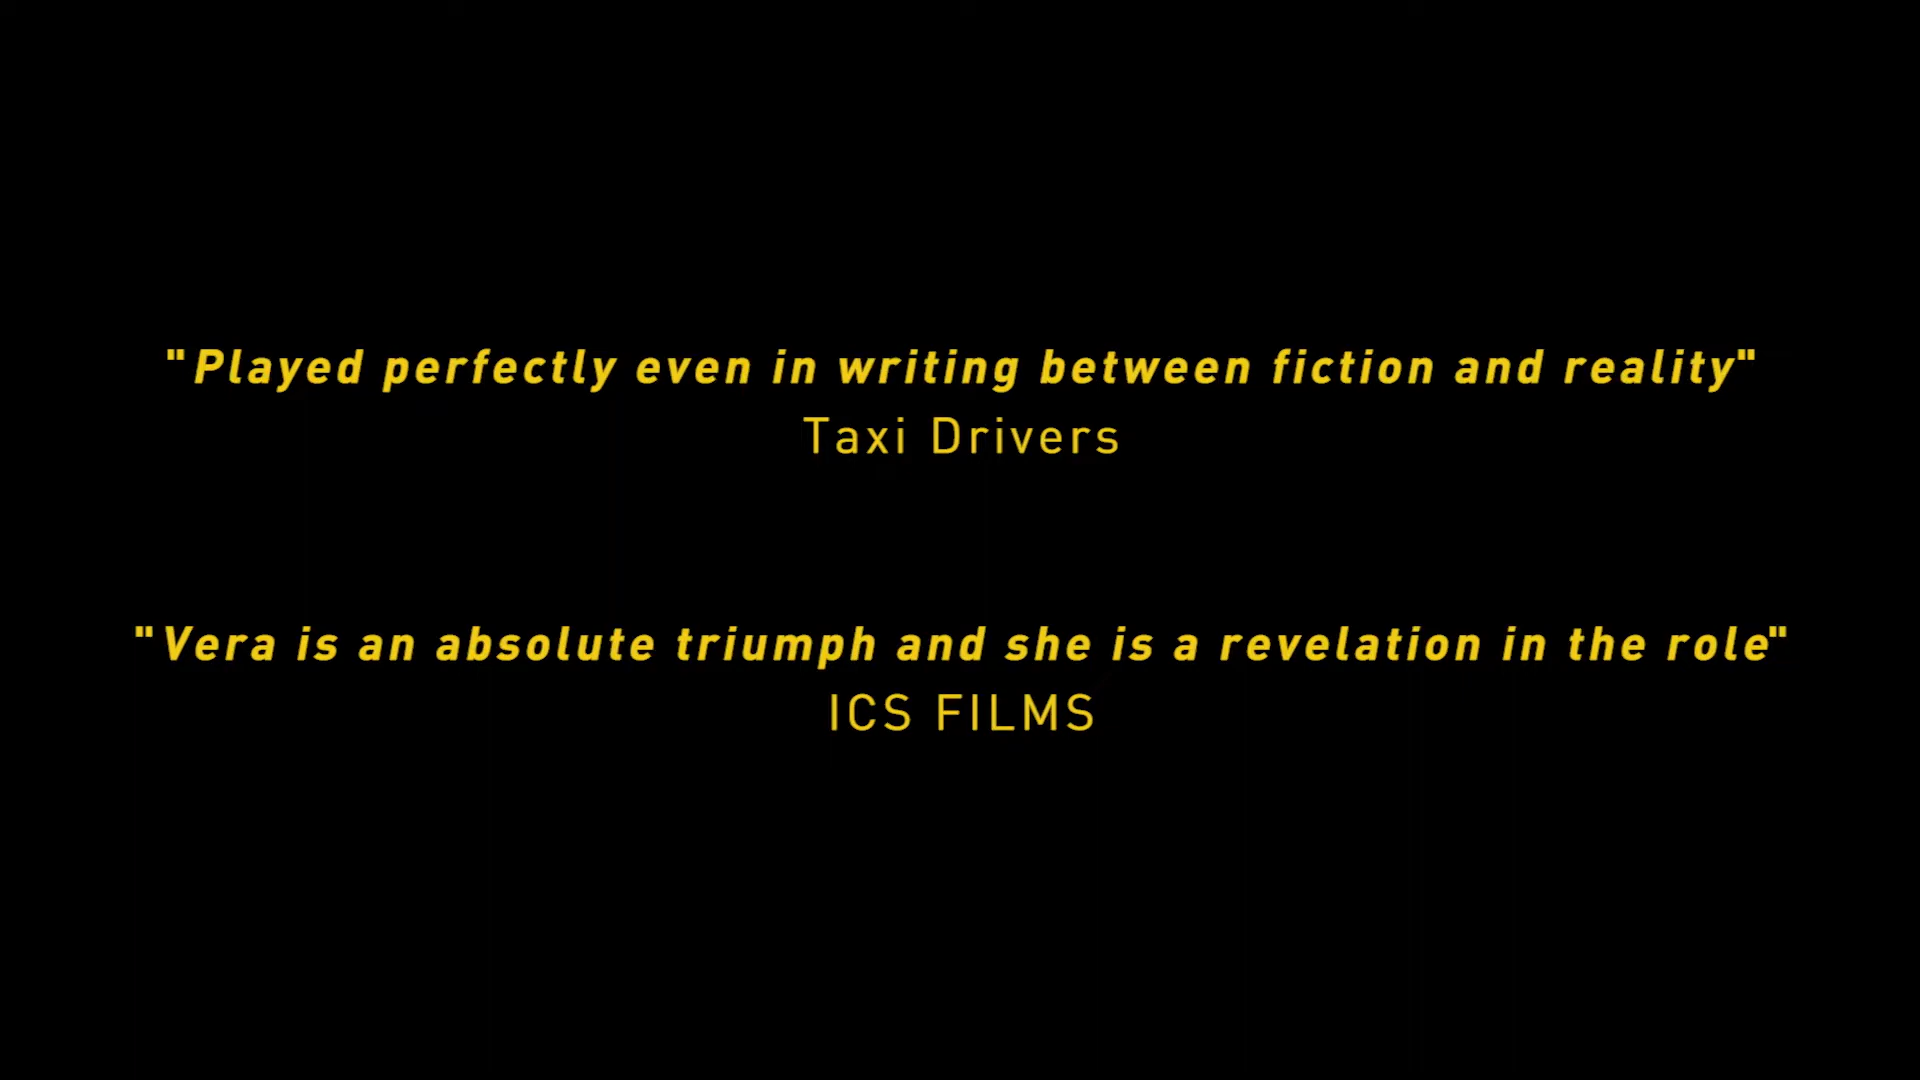 "Played perfectly even in writing between fiction and reality"
Taxi Drivers
"Vera is an absolute triumph and she is a revelation in the role"
ICS FILMS